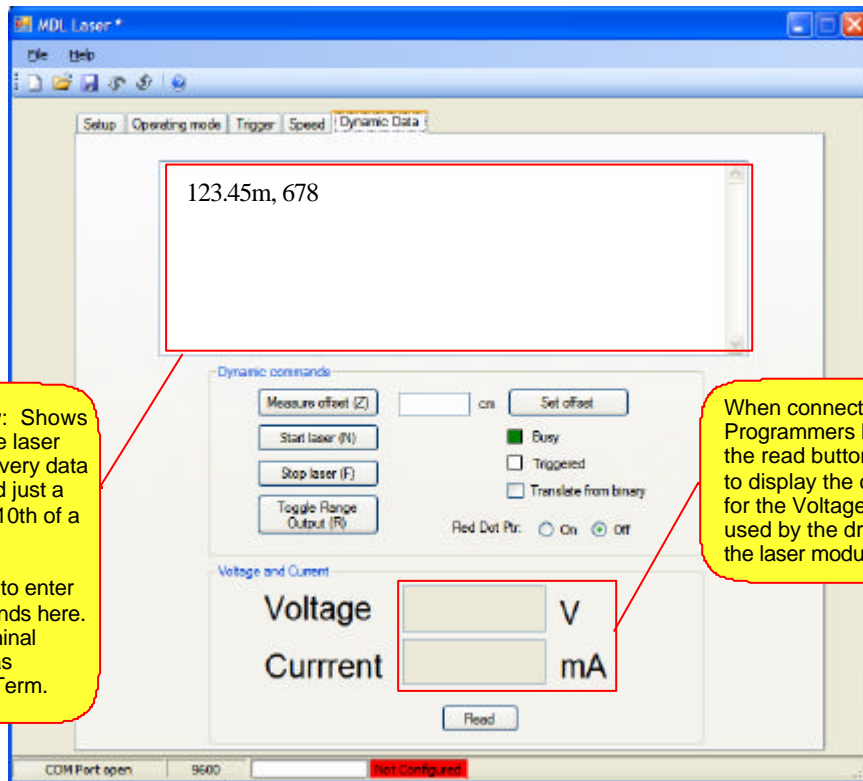 MDL Laser *
File Help
Setup Operating mode Trigger Speed Dynamic Data
123.45m, 678
Dynamic commands
Measure offset (Z) cm Set offset
Start laser (N) Busy
Stop laser (F) Triggered
Translate from binary
Toggle Range
Output (R)
Red Dot Ptr. On Off
Voltage and Current
Voltage V
Currrent mA
Read
COM Port open 9600 Not Configured
: Shows
e laser
very data
d just a
10th of a
to enter
nds here.
minal
as
Term.
When connect
Programmers
the read button
to display the
for the Voltage
used by the dr
the laser modu